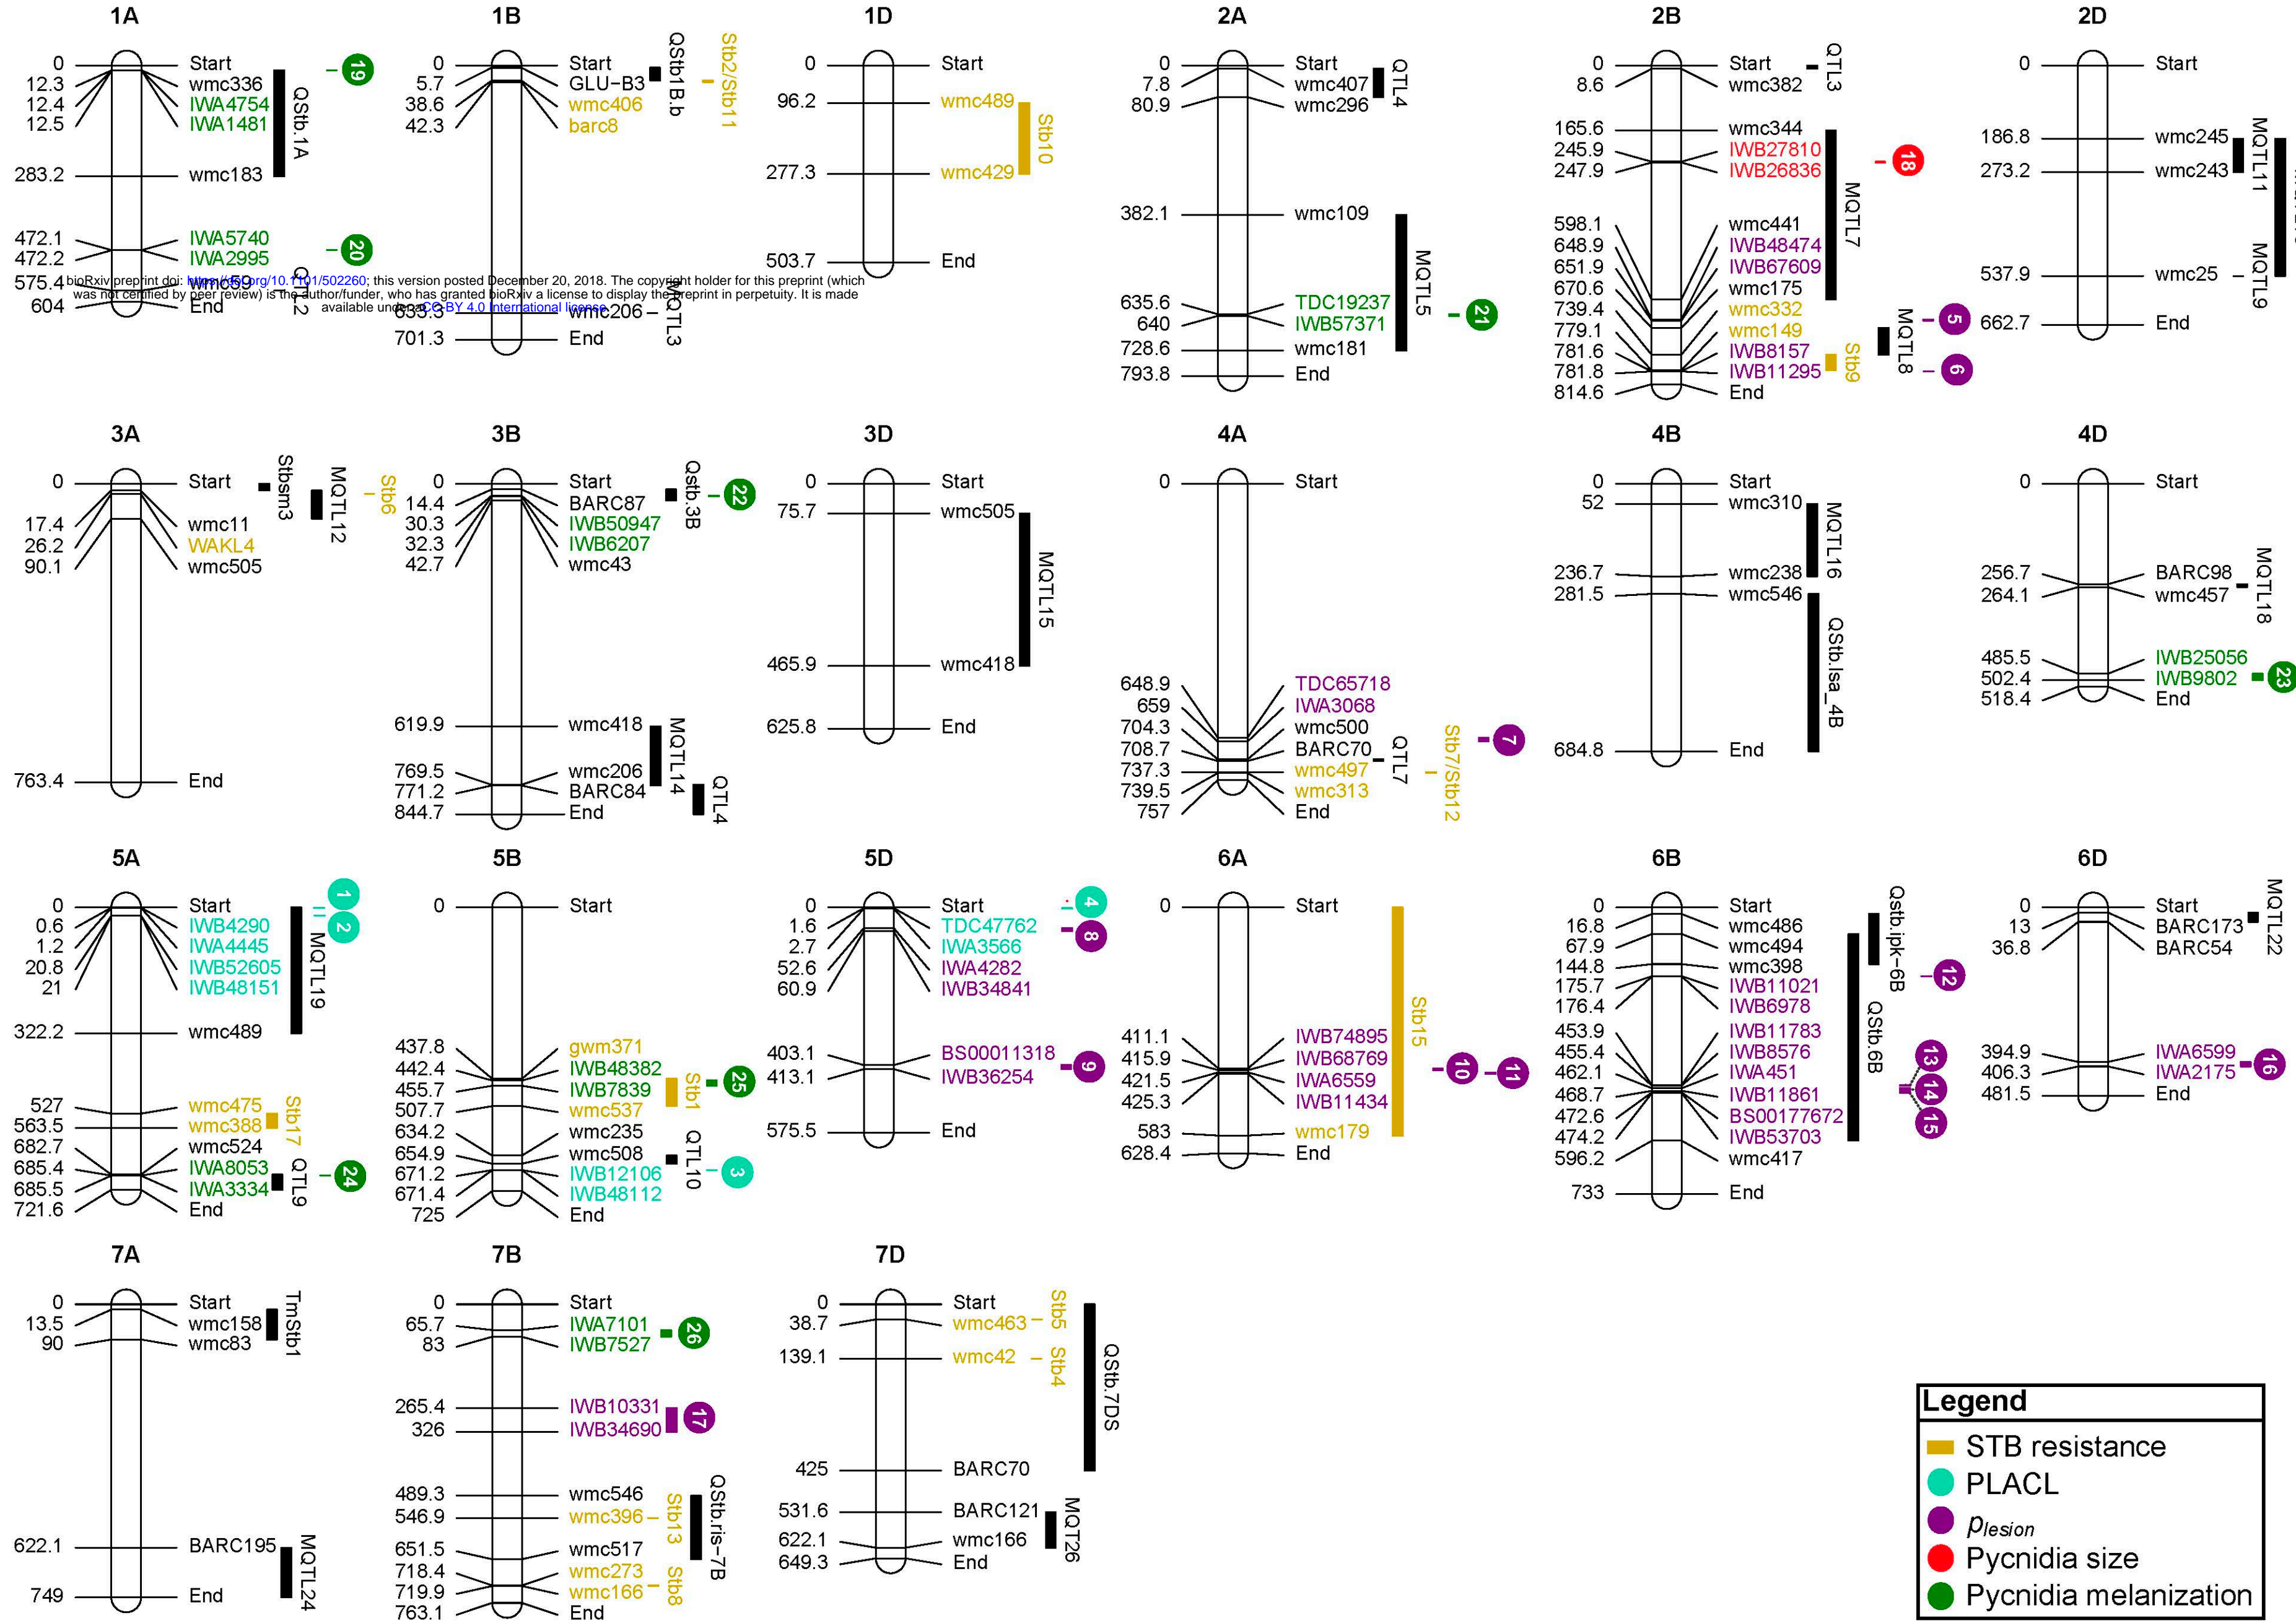 1A
0 Start
12.3 wmc336
12.4 IWA4754
12.5 IWA1481
283.2 wmc183
472.1 IWA5740
472.2 IWA2995
575.4 wmc59
604 End
QStb.1A
QTL2
19
20
1B
0 Start
5.7 GLU-B3
38.6 wmc406
42.3 barc8
633.3 wmc206
701.3 End
QStb1B.b
Stb2/Stb11
MQTL3
bioRxiv preprint doi: https://doi.org/10.1101/502260; this version posted December 20, 2018. The copyright holder for this preprint (which
was not certified by peer review) is the author/funder, who has granted bioRxiv a license to display the preprint in perpetuity. It is made
available under aCC-BY 4.0 International license.
1D
0 Start
96.2 wmc489
277.3 wmc429
503.7 End
Stb10
2A
0 Start
7.8 wmc407
80.9 wmc296
382.1 wmc109
635.6 TDC19237
640 IWB57371
728.6 wmc181
793.8 End
QTL4
MQTL5
21
2B
0 Start
8.6 wmc382
165.6 wmc344
245.9 IWB27810
247.9 IWB26836
598.1 wmc441
648.9 IWB48474
651.9 IWB67609
670.6 wmc175
739.4 wmc332
779.1 wmc149
781.6 IWB8157
781.8 IWB11295
814.6 End
QTL3
MQTL7
Stb9
MQTL8
18
5
6
2D
0 Start
186.8 wmc245
273.2 wmc243
537.9 wmc25
662.7 End
MQTL11
MQTL9
3A
0 Start
17.4 wmc11
26.2 WAKL4
90.1 wmc505
763.4 End
Stbsm3
MQTL12
Stb6
3B
0 Start
14.4 BARC87
30.3 IWB50947
32.3 IWB6207
42.7 wmc43
619.9 wmc418
769.5 wmc206
771.2 BARC84
844.7 End
Qstb.3B
22
MQTL14
QTL4
3D
0 Start
75.7 wmc505
465.9 wmc418
625.8 End
MQTL15
4A
0 Start
648.9 TDC65718
659 IWA3068
704.3 wmc500
708.7 BARC70
737.3 wmc497
739.5 wmc313
757 End
QTL7
Stb7/Stb12
7
4B
0 Start
52 wmc310
236.7 wmc238
281.5 wmc546
684.8 End
MQTL16
QStb.lsa_4B
4D
0 Start
256.7 BARC98
264.1 wmc457
485.5 IWB25056
502.4 IWB9802
518.4 End
MQTL18
23
5A
0 Start
0.6 IWB4290
1.2 IWA4445
20.8 IWB52605
21 IWB48151
322.2 wmc489
527 wmc475
563.5 wmc388
682.7 wmc524
685.4 IWA8053
685.5 IWA3334
721.6 End
1
2
MQTL19
Stb17
QTL9
24
5B
0 Start
437.8 gwm371
442.4 IWB48382
455.7 IWB7839
507.7 wmc537
634.2 wmc235
654.9 wmc508
671.2 IWB12106
671.4 IWB48112
725 End
Stb1
25
QTL10
3
5D
0 Start
1.6 TDC47762
2.7 IWA3566
52.6 IWA4282
60.9 IWB34841
403.1 BS00011318
413.1 IWB36254
575.5 End
4
8
9
6A
0 Start
411.1 IWB74895
415.9 IWB68769
421.5 IWA6559
425.3 IWB11434
583 wmc179
628.4 End
Stb15
10
11
6B
0 Start
16.8 wmc486
67.9 wmc494
144.8 wmc398
175.7 IWB11021
176.4 IWB6978
453.9 IWB11783
455.4 IWB8576
462.1 IWA451
468.7 IWB11861
472.6 BS00177672
474.2 IWB53703
596.2 wmc417
733 End
Qstb.ipk-6B
QStb.6B
12
13
14
15
6D
0 Start
13 BARC173
36.8 BARC54
394.9 IWA6599
406.3 IWA2175
481.5 End
MQTL22
16
7A
0 Start
13.5 wmc158
90 wmc83
622.1 BARC195
749 End
TmStb1
MQTL24
7B
0 Start
65.7 IWA7101
83 IWB7527
265.4 IWB10331
326 IWB34690
489.3 wmc546
546.9 wmc396
651.5 wmc517
718.4 wmc273
719.9 wmc166
763.1 End
26
17
Stb13
QStb.ris-7B
Stb8
7D
0 Start
38.7 wmc463
139.1 wmc42
425 BARC70
531.6 BARC121
622.1 wmc166
649.3 End
Stb5
Stb4
QStb.7DS
MQT26
Legend
STB resistance
PLACL
plesion
Pycnidia size
Pycnidia melanization